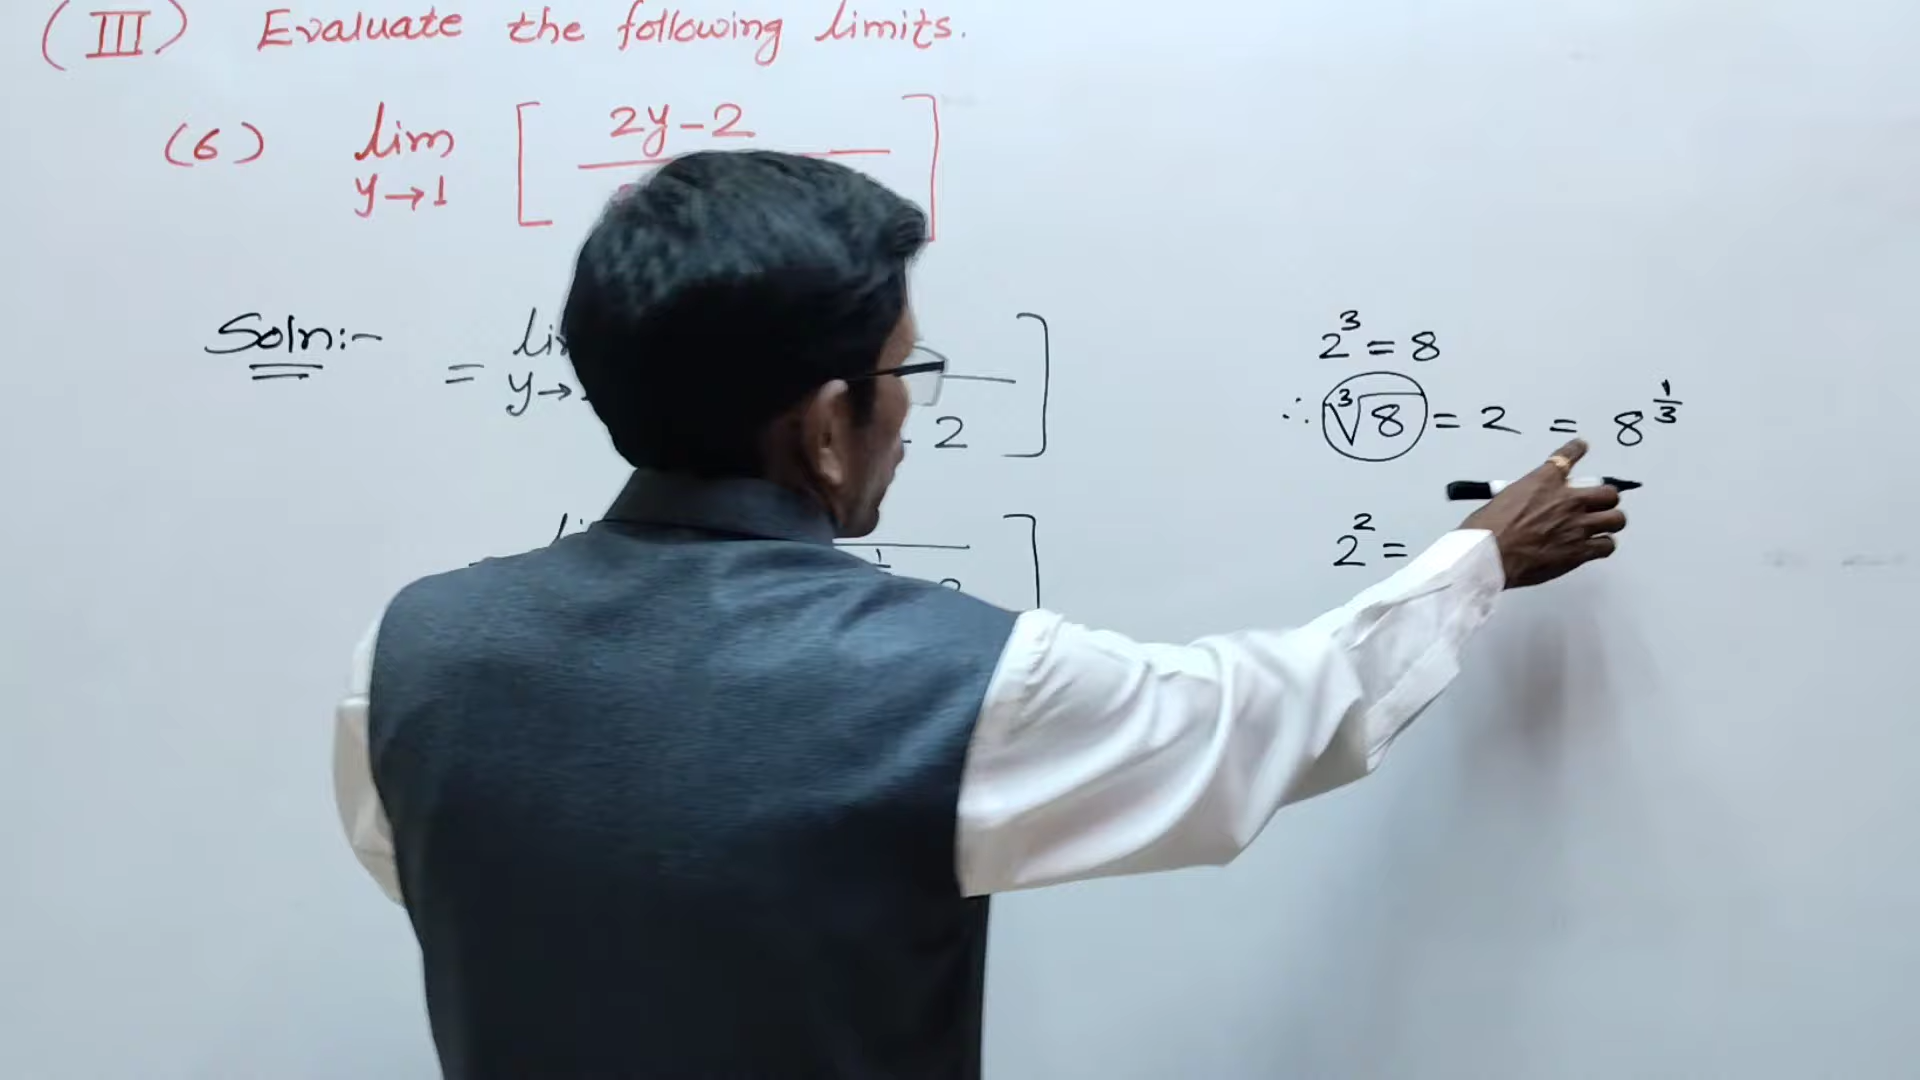 (III) Evaluate the following limits.
(6) lim [ 2y-2 ]
y→1
Soln:- = lim [ ]
y→
- 2
[ ]
2³ = 8
∴ ³√8 = 2 = 8^(1/3)
2² =